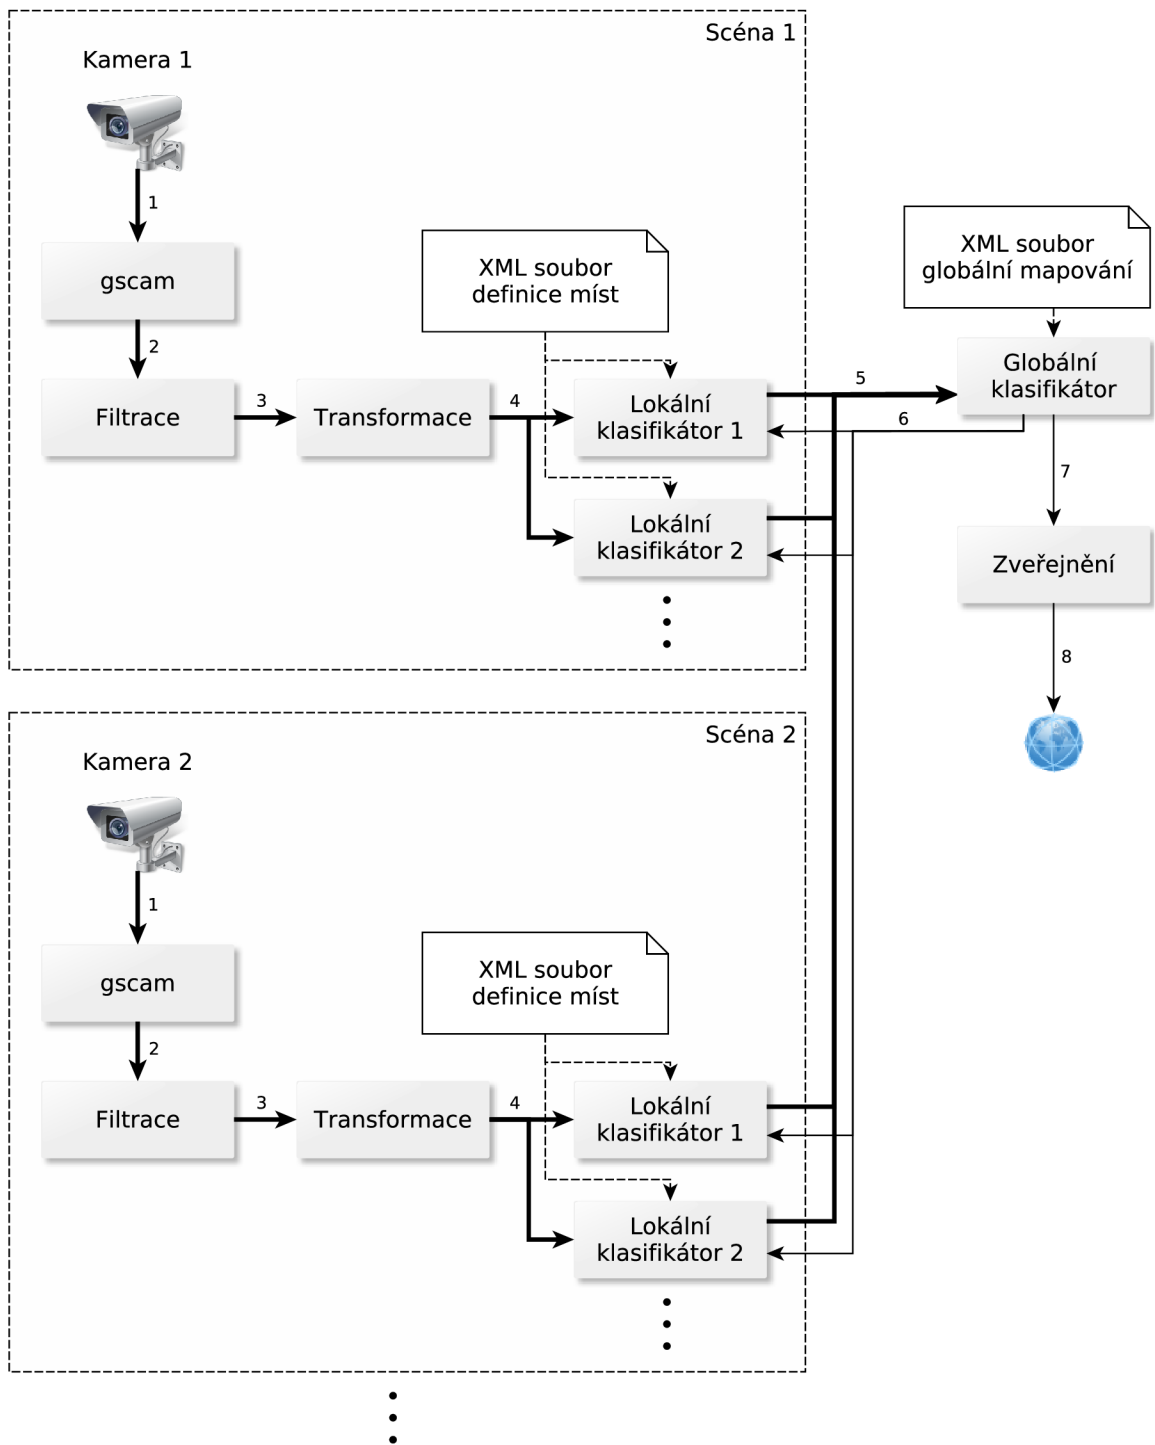 Scéna 1
Kamera 1
1
gscam
2
Filtrace
3
Transformace
4
XML soubor
definice míst
Lokální
klasifikátor 1
Lokální
klasifikátor 2
5
6
XML soubor
globální mapování
Globální
klasifikátor
7
Zveřejnění
8
Scéna 2
Kamera 2
1
gscam
2
Filtrace
3
Transformace
4
XML soubor
definice míst
Lokální
klasifikátor 1
Lokální
klasifikátor 2